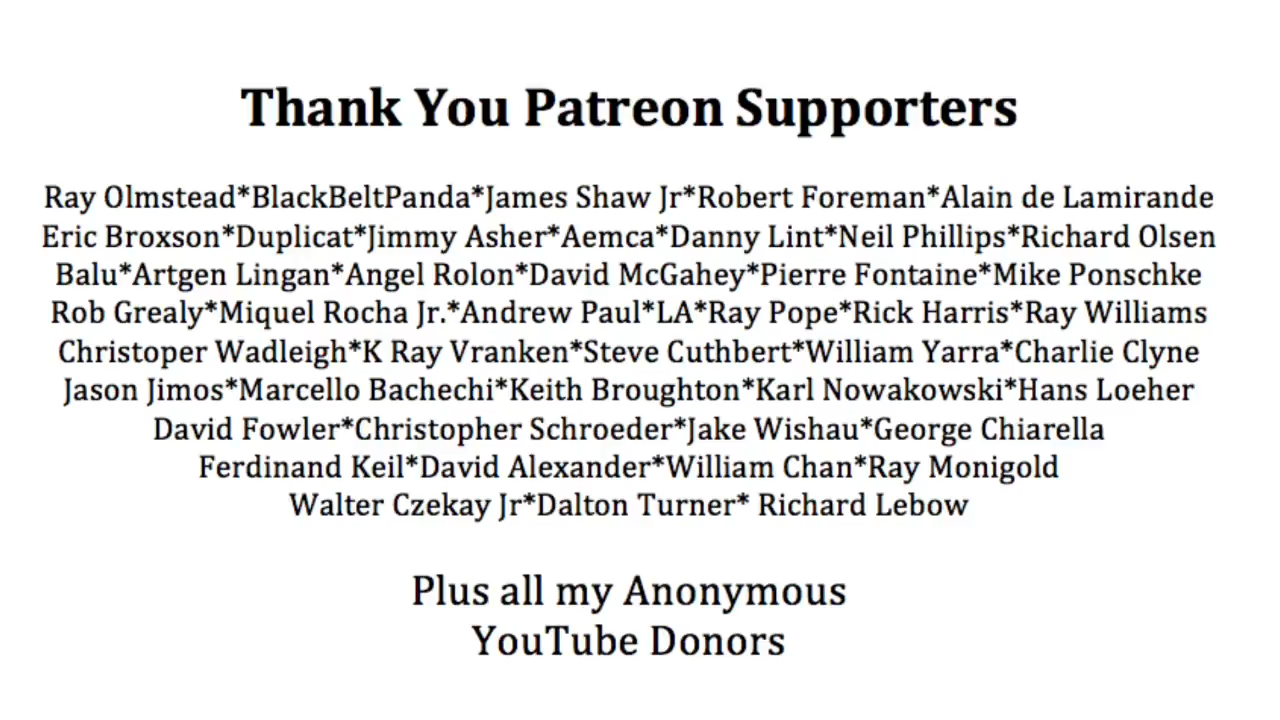 Thank You Patreon Supporters
Ray Olmstead*BlackBeltPanda*James Shaw Jr*Robert Foreman*Alain de Lamirande
Eric Broxson*Duplicat*Jimmy Asher*Aemca*Danny Lint*Neil Phillips*Richard Olsen
Balu*Artgen Lingan*Angel Rolon*David McGahey*Pierre Fontaine*Mike Ponschke
Rob Grealy*Miquel Rocha Jr.*Andrew Paul*LA*Ray Pope*Rick Harris*Ray Williams
Christoper Wadleigh*K Ray Vranken*Steve Cuthbert*William Yarra*Charlie Clyne
Jason Jimos*Marcello Bachechi*Keith Broughton*Karl Nowakowski*Hans Loeher
David Fowler*Christopher Schroeder*Jake Wishau*George Chiarella
Ferdinand Keil*David Alexander*William Chan*Ray Monigold
Walter Czekay Jr*Dalton Turner* Richard Lebow
Plus all my Anonymous
YouTube Donors